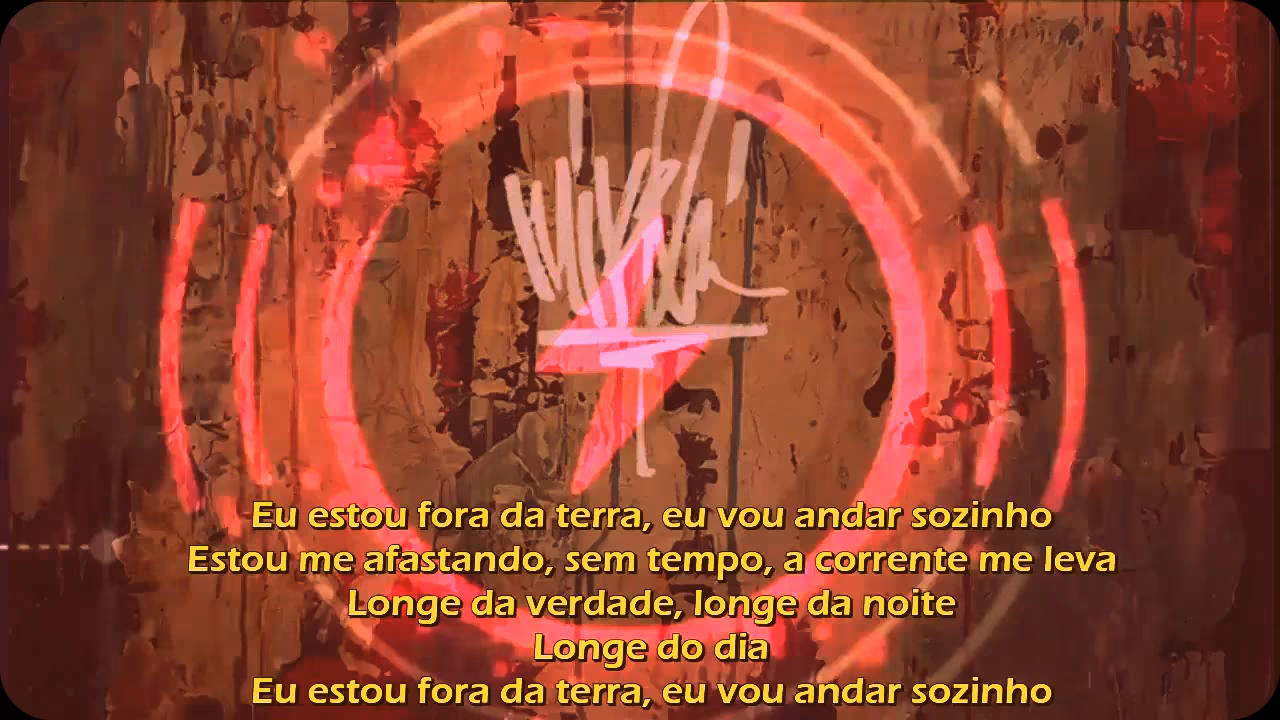 Eu estou fora da terra, eu vou andar sozinho
Estou me afastando, sem tempo, a corrente me leva
Longe da verdade, longe da noite
Longe do dia
Eu estou fora da terra, eu vou andar sozinho